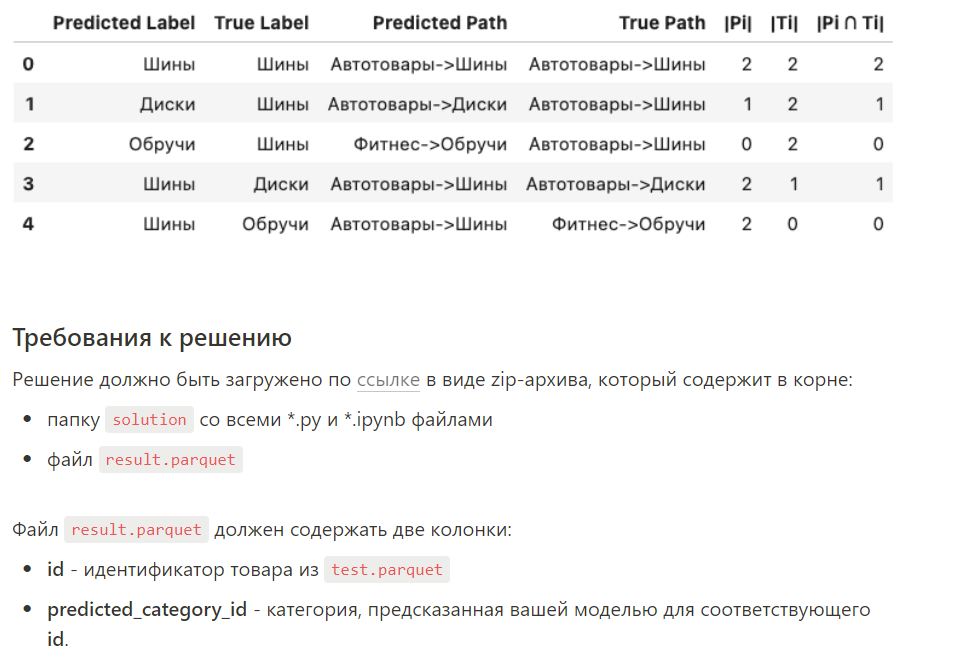 Predicted Label True Label Predicted Path True Path |Pi| |Ti| |Pi ∩ Ti|
0 Шины Шины Автотовары->Шины Автотовары->Шины 2 2 2
1 Диски Шины Автотовары->Диски Автотовары->Шины 1 2 1
2 Обручи Шины Фитнес->Обручи Автотовары->Шины 0 2 0
3 Шины Диски Автотовары->Шины Автотовары->Диски 2 1 1
4 Шины Обручи Автотовары->Шины Фитнес->Обручи 2 0 0
Требования к решению
Решение должно быть загружено по ссылке в виде zip-архива, который содержит в корне:
• папку solution со всеми *.py и *.ipynb файлами
• файл result.parquet
Файл result.parquet должен содержать две колонки:
• id - идентификатор товара из test.parquet
• predicted_category_id - категория, предсказанная вашей моделью для соответствующего
id.